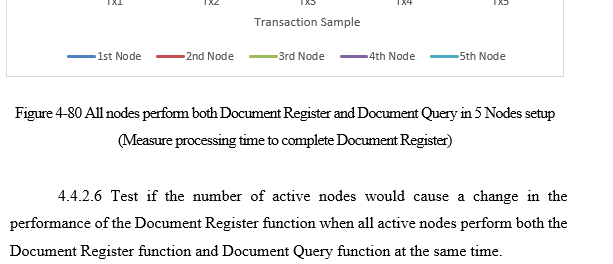 Tx1 Tx2 Tx3 Tx4 Tx5
Transaction Sample
1st Node 2nd Node 3rd Node 4th Node 5th Node
Figure 4-80 All nodes perform both Document Register and Document Query in 5 Nodes setup
(Measure processing time to complete Document Register)
4.4.2.6 Test if the number of active nodes would cause a change in the
performance of the Document Register function when all active nodes perform both the
Document Register function and Document Query function at the same time.